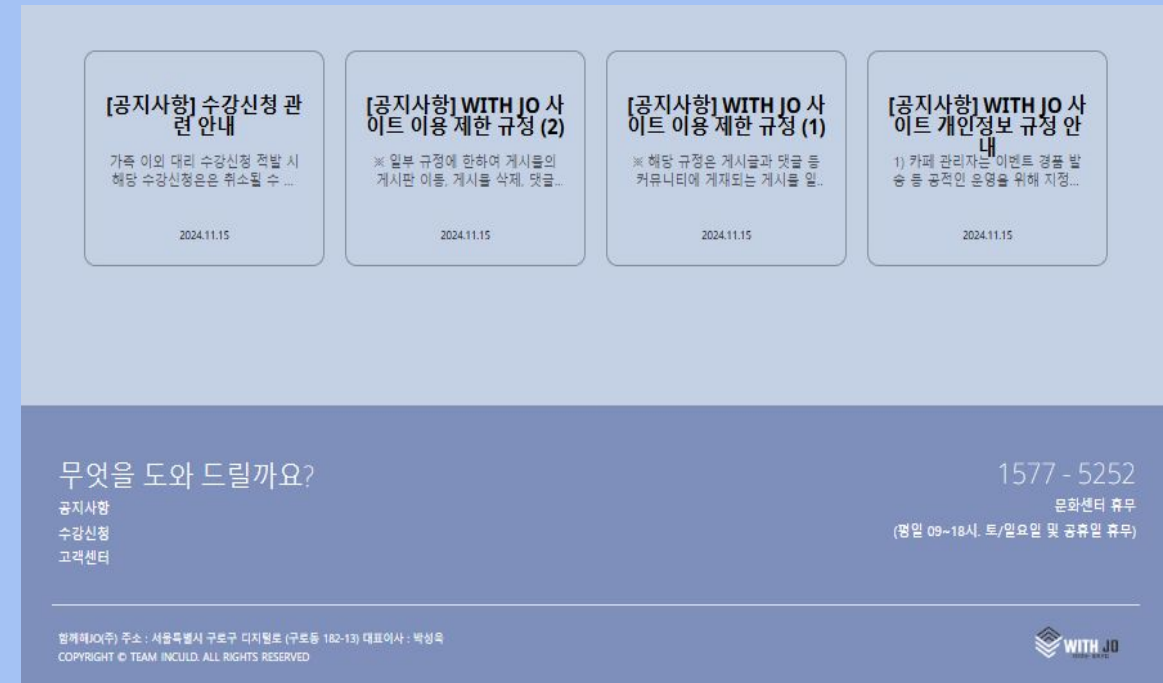 [공지사항] 수강신청 관
련 안내
가족 이외 대리 수강신청 적발 시
해당 수강신청은은 취소될 수 ...
2024.11.15
[공지사항] WITH JO 사
이트 이용 제한 규정 (2)
※ 일부 규정에 한하여 게시물의
게시판 이동, 게시물 삭제, 댓글...
2024.11.15
[공지사항] WITH JO 사
이트 이용 제한 규정 (1)
※ 해당 규정은 게시글과 댓글 등
커뮤니티에 게재되는 게시물 일..
2024.11.15
[공지사항] WITH JO 사
이트 개인정보 규정 안
내
1) 카페 관리자는 이벤트 경품 발
송 등 공적인 운영을 위해 지정...
2024.11.15
무엇을 도와 드릴까요?
공지사항
수강신청
고객센터
1577 - 5252
문화센터 휴무
(평일 09~18시. 토/일요일 및 공휴일 휴무)
함께해JO(주) 주소 : 서울특별시 구로구 디지털로 (구로동 182-13) 대표이사 : 박성욱
COPYRIGHT © TEAM INCULD. ALL RIGHTS RESERVED
WITH JO